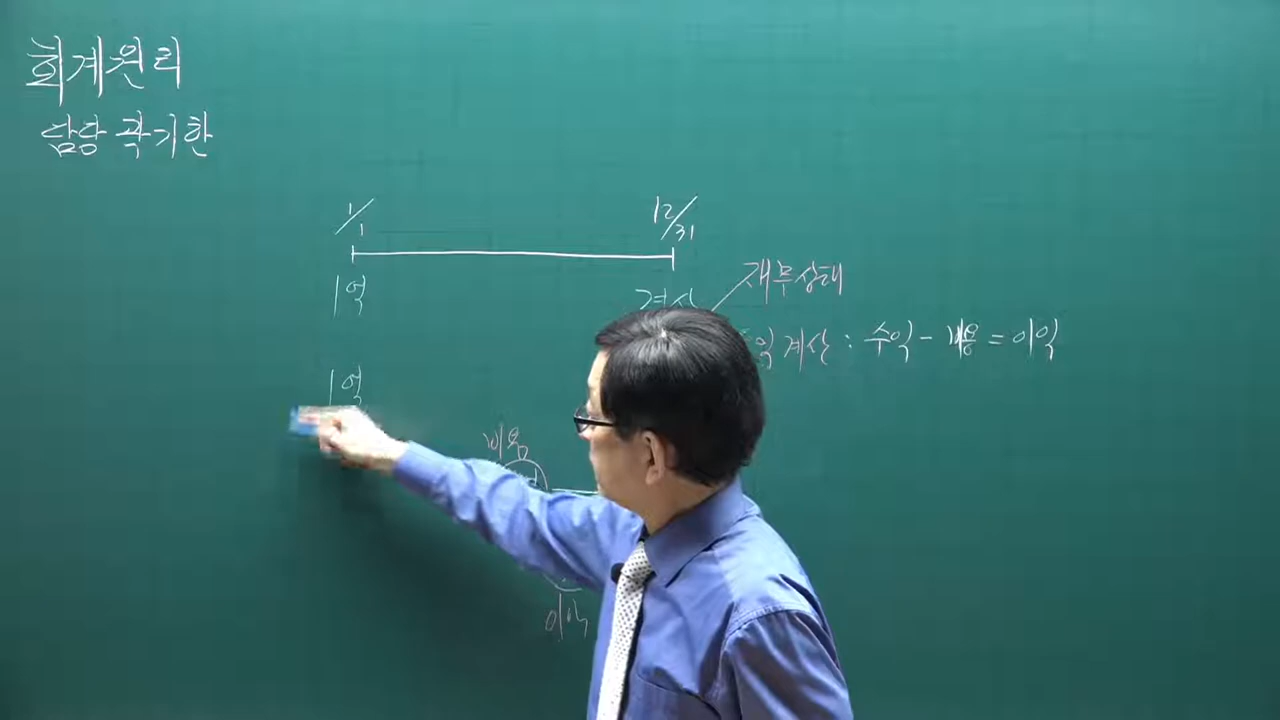 회계원리
담당 곽기한
1/1
12/31
1억
결산
재무상태
익계산 : 수익 - 비용 = 이익
1억
비용
이익